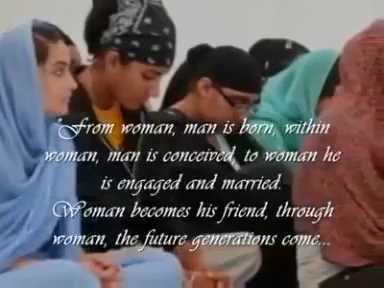 "From woman, man is born, within
woman, man is conceived, to woman he
is engaged and married.
Woman becomes his friend, through
woman, the future generations come...